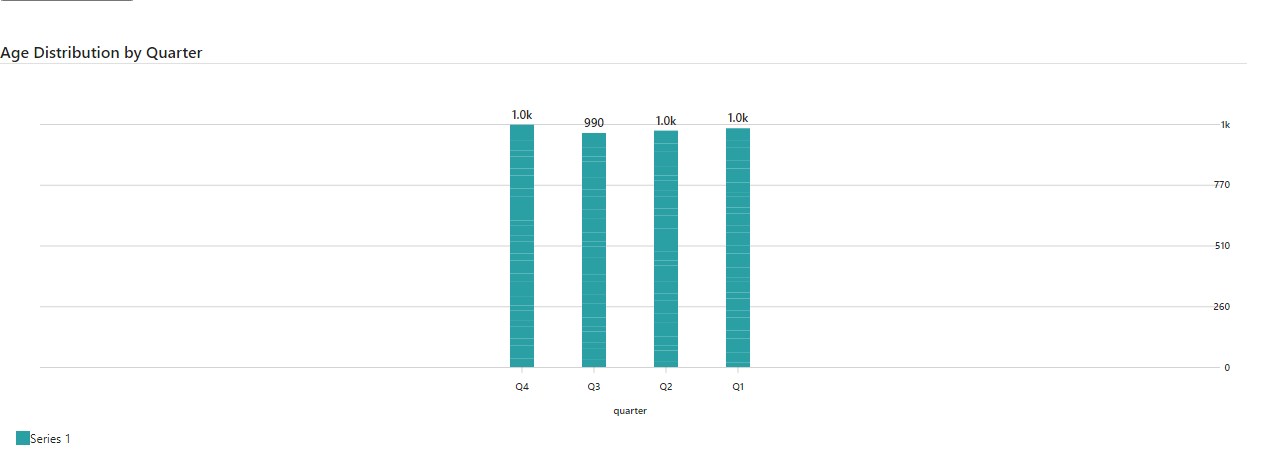 Age Distribution by Quarter
1.0k 990 1.0k 1.0k
1k
770
510
260
0
Q4 Q3 Q2 Q1
quarter
Series 1